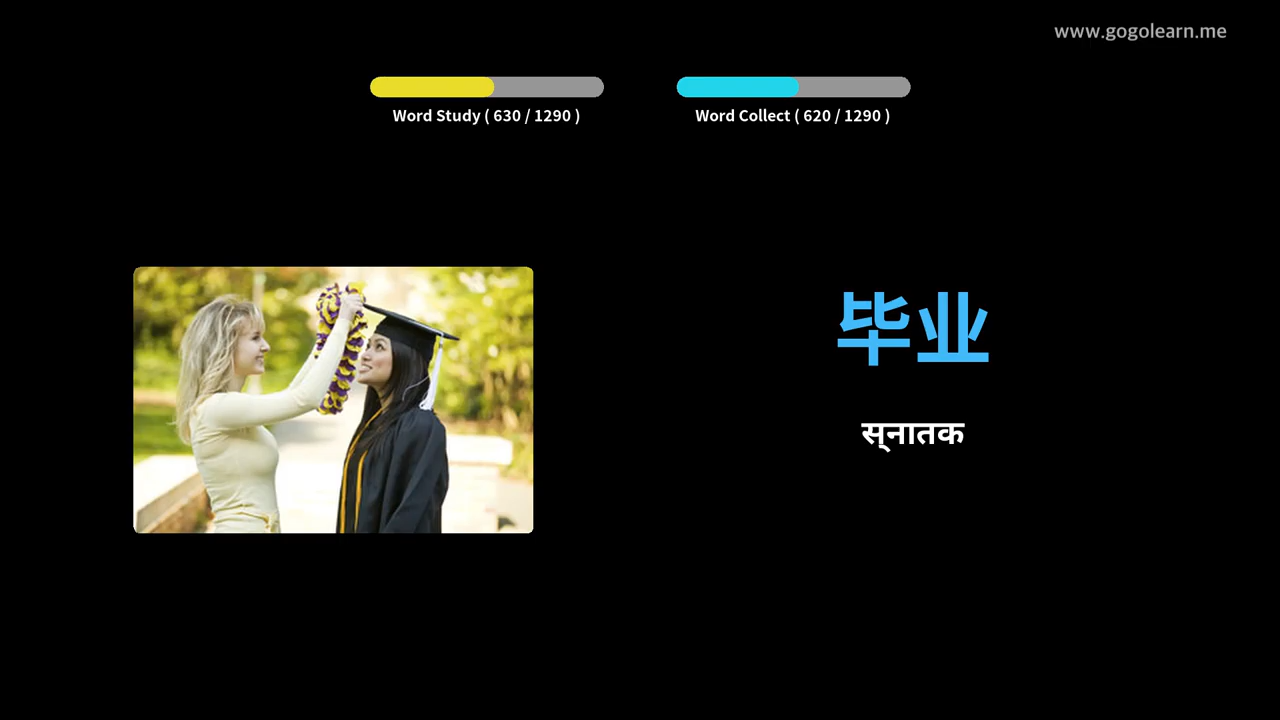 www.gogolearn.me
Word Study ( 630 / 1290 )
Word Collect ( 620 / 1290 )
毕业
स्नातक